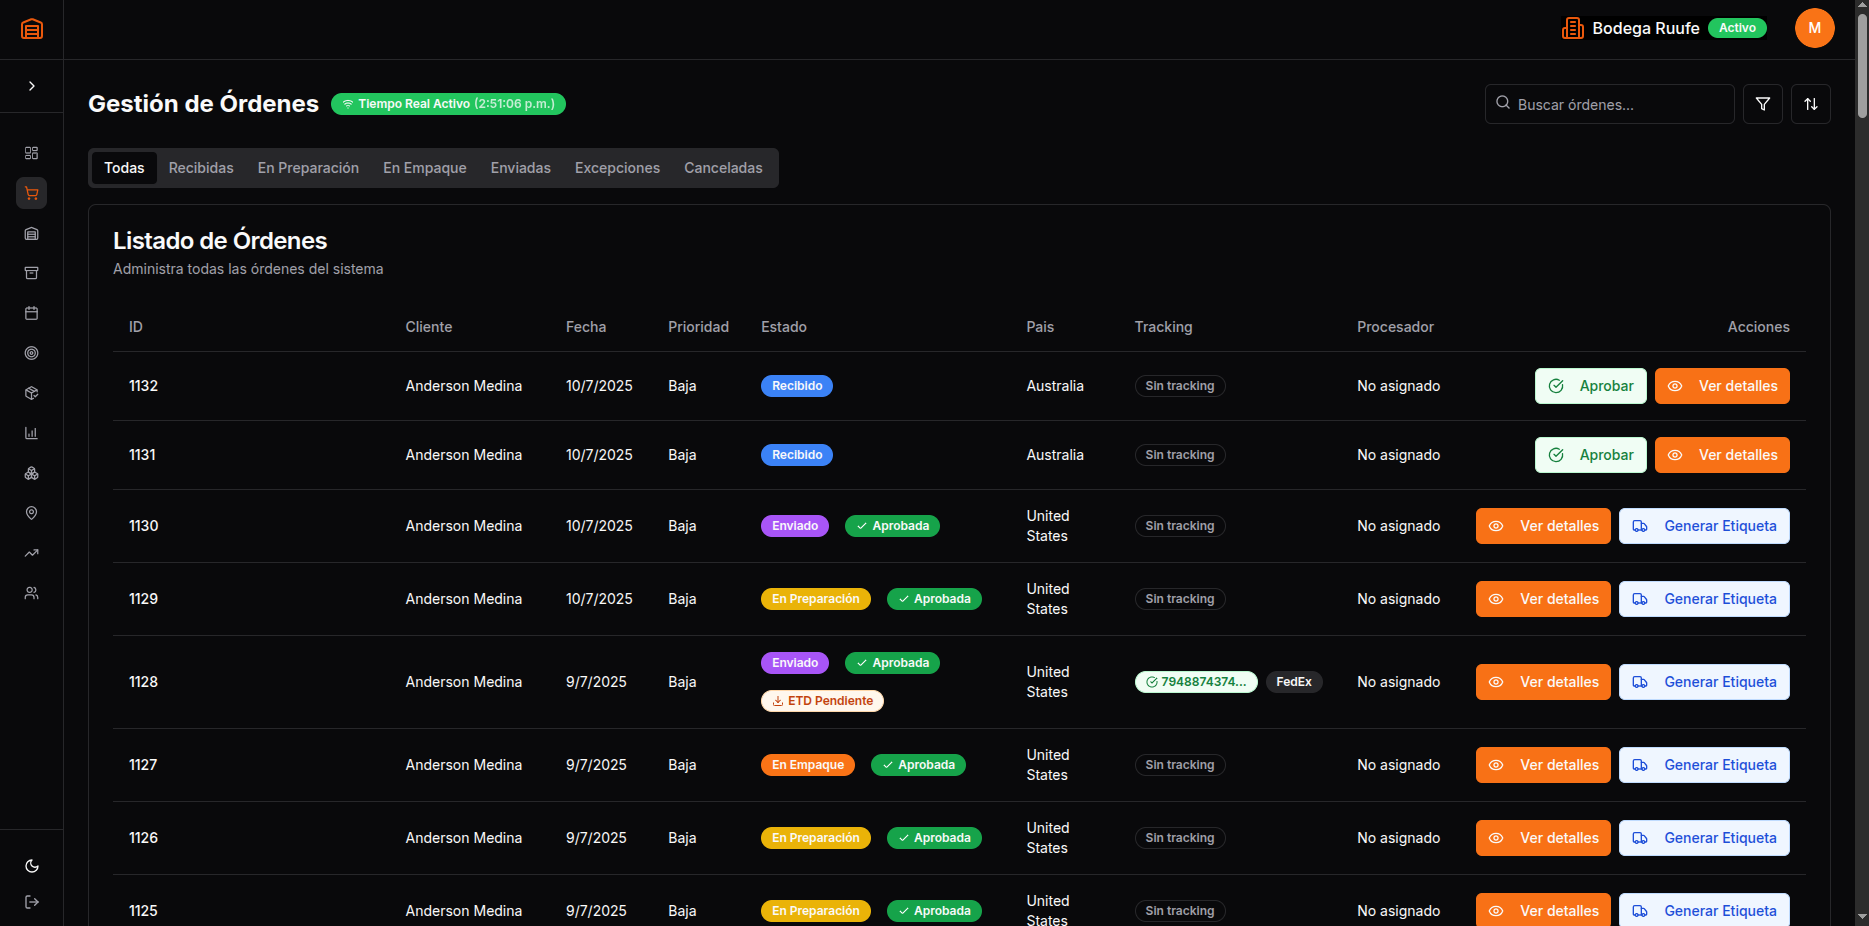 Bodega Ruufe Activo M
Gestión de Órdenes Tiempo Real Activo (2:51:06 p.m.) Buscar órdenes...
Todas Recibidas En Preparación En Empaque Enviadas Excepciones Canceladas
Listado de Órdenes
Administra todas las órdenes del sistema
ID Cliente Fecha Prioridad Estado Pais Tracking Procesador Acciones
1132 Anderson Medina 10/7/2025 Baja Recibido Australia Sin tracking No asignado Aprobar Ver detalles
1131 Anderson Medina 10/7/2025 Baja Recibido Australia Sin tracking No asignado Aprobar Ver detalles
1130 Anderson Medina 10/7/2025 Baja Enviado Aprobada United States Sin tracking No asignado Ver detalles Generar Etiqueta
1129 Anderson Medina 10/7/2025 Baja En Preparación Aprobada United States Sin tracking No asignado Ver detalles Generar Etiqueta
1128 Anderson Medina 9/7/2025 Baja Enviado Aprobada ETD Pendiente United States 7948874374... FedEx No asignado Ver detalles Generar Etiqueta
1127 Anderson Medina 9/7/2025 Baja En Empaque Aprobada United States Sin tracking No asignado Ver detalles Generar Etiqueta
1126 Anderson Medina 9/7/2025 Baja En Preparación Aprobada United States Sin tracking No asignado Ver detalles Generar Etiqueta
1125 Anderson Medina 9/7/2025 Baja En Preparación Aprobada United States Sin tracking No asignado Ver detalles Generar Etiqueta